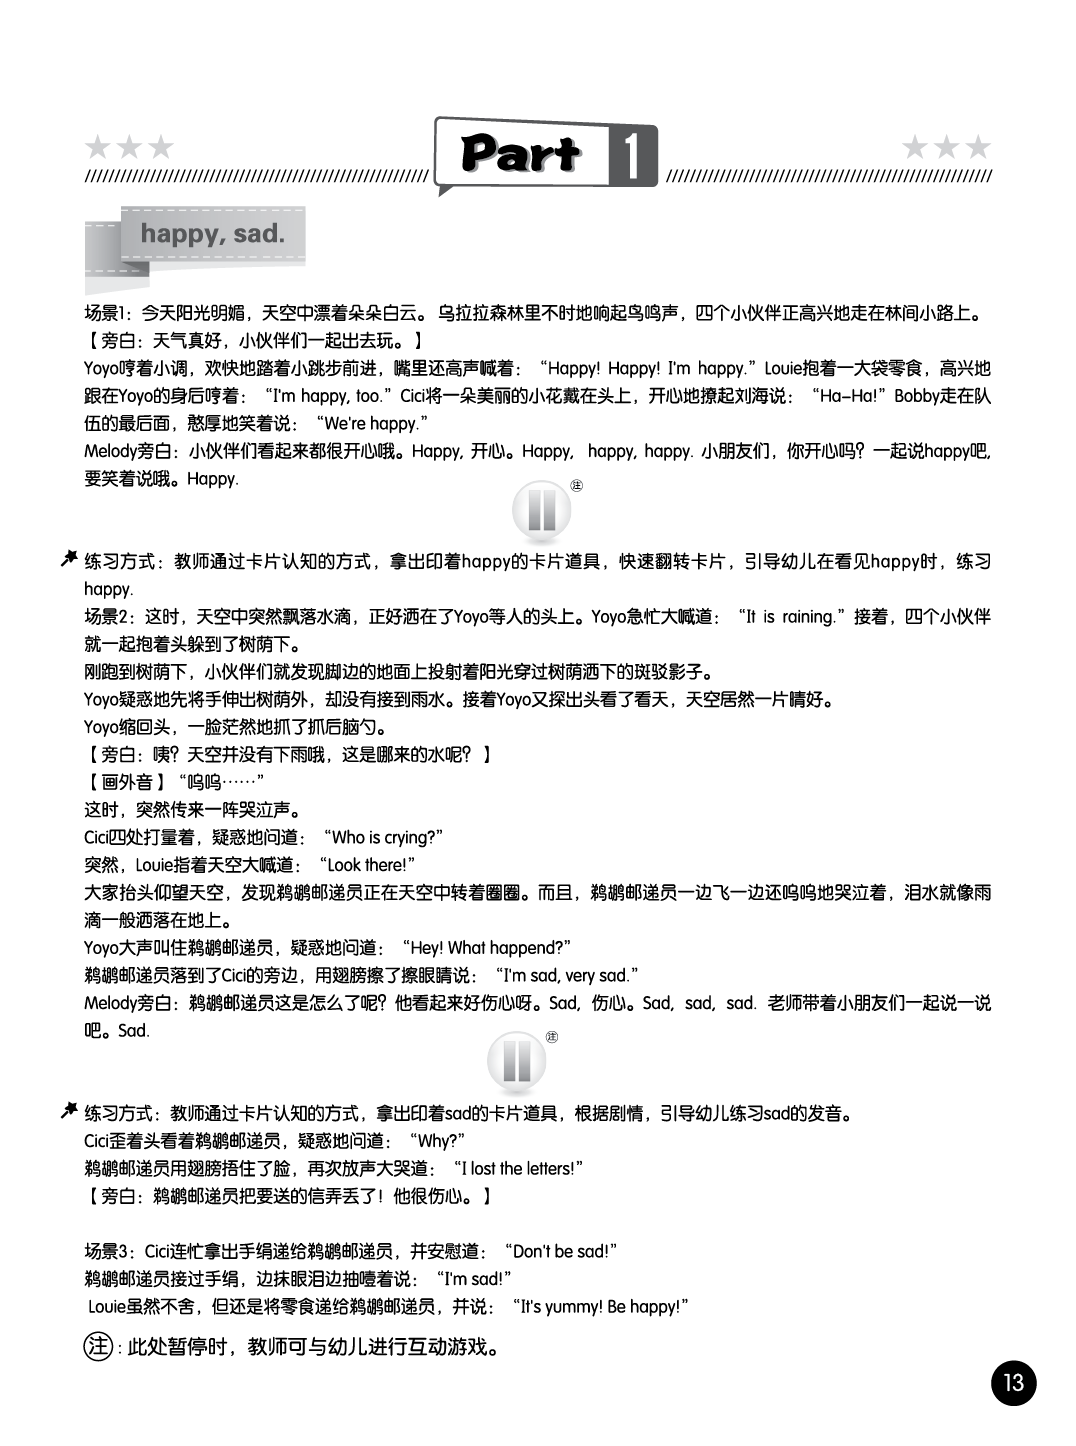 Part 1
happy, sad.
场景1：今天阳光明媚，天空中漂着朵朵白云。 乌拉拉森林里不时地响起鸟鸣声，四个小伙伴正高兴地走在林间小路上。
【旁白：天气真好，小伙伴们一起出去玩。】
Yoyo哼着小调，欢快地踏着小跳步前进，嘴里还高声喊着：“Happy! Happy! I'm happy.”Louie抱着一大袋零食，高兴地
跟在Yoyo的身后哼着：“I'm happy, too.”Cici将一朵美丽的小花戴在头上，开心地撩起刘海说：“Ha-Ha!”Bobby走在队
伍的最后面，憨厚地笑着说：“We're happy.”
Melody旁白：小伙伴们看起来都很开心哦。Happy, 开心。Happy, happy, happy. 小朋友们，你开心吗？一起说happy吧,
要笑着说哦。Happy.
注
练习方式：教师通过卡片认知的方式，拿出印着happy的卡片道具，快速翻转卡片，引导幼儿在看见happy时，练习
happy.
场景2：这时，天空中突然飘落水滴，正好洒在了Yoyo等人的头上。Yoyo急忙大喊道：“It is raining.”接着，四个小伙伴
就一起抱着头躲到了树荫下。
刚跑到树荫下，小伙伴们就发现脚边的地面上投射着阳光穿过树荫洒下的斑驳影子。
Yoyo疑惑地先将手伸出树荫外，却没有接到雨水。接着Yoyo又探出头看了看天，天空居然一片晴好。
Yoyo缩回头，一脸茫然地抓了抓后脑勺。
【旁白：咦？天空并没有下雨哦，这是哪来的水呢？】
【画外音】“呜呜……”
这时，突然传来一阵哭泣声。
Cici四处打量着，疑惑地问道：“Who is crying?”
突然，Louie指着天空大喊道：“Look there!”
大家抬头仰望天空，发现鹈鹕邮递员正在天空中转着圈圈。而且，鹈鹕邮递员一边飞一边还呜呜地哭泣着，泪水就像雨
滴一般洒落在地上。
Yoyo大声叫住鹈鹕邮递员，疑惑地问道：“Hey! What happend?”
鹈鹕邮递员落到了Cici的旁边，用翅膀擦了擦眼睛说：“I'm sad, very sad.”
Melody旁白：鹈鹕邮递员这是怎么了呢？他看起来好伤心呀。Sad, 伤心。Sad, sad, sad. 老师带着小朋友们一起说一说
吧。Sad.
注
练习方式：教师通过卡片认知的方式，拿出印着sad的卡片道具，根据剧情，引导幼儿练习sad的发音。
Cici歪着头看着鹈鹕邮递员，疑惑地问道：“Why?”
鹈鹕邮递员用翅膀捂住了脸，再次放声大哭道：“I lost the letters!”
【旁白：鹈鹕邮递员把要送的信弄丢了！他很伤心。】
场景3：Cici连忙拿出手绢递给鹈鹕邮递员，并安慰道：“Don't be sad!”
鹈鹕邮递员接过手绢，边抹眼泪边抽噎着说：“I'm sad!”
Louie虽然不舍，但还是将零食递给鹈鹕邮递员，并说：“It's yummy! Be happy!”
注：此处暂停时，教师可与幼儿进行互动游戏。
13